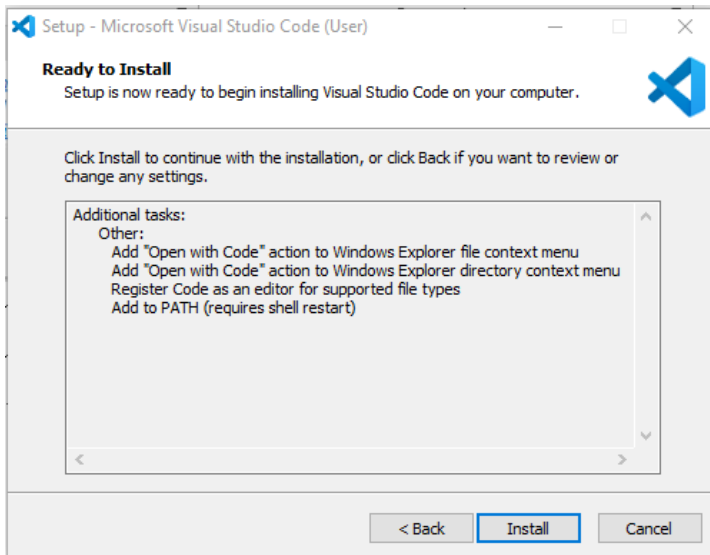 Setup - Microsoft Visual Studio Code (User)
Ready to Install
Setup is now ready to begin installing Visual Studio Code on your computer.
Click Install to continue with the installation, or click Back if you want to review or
change any settings.
Additional tasks:
Other:
Add "Open with Code" action to Windows Explorer file context menu
Add "Open with Code" action to Windows Explorer directory context menu
Register Code as an editor for supported file types
Add to PATH (requires shell restart)
< Back
Install
Cancel